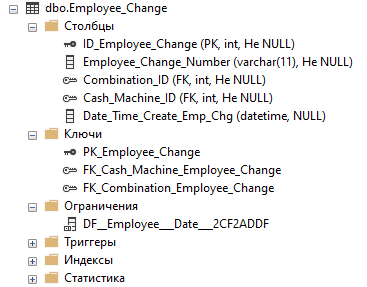 dbo.Employee_Change
Столбцы
ID_Employee_Change (PK, int, Не NULL)
Employee_Change_Number (varchar(11), Не NULL)
Combination_ID (FK, int, Не NULL)
Cash_Machine_ID (FK, int, Не NULL)
Date_Time_Create_Emp_Chg (datetime, NULL)
Ключи
PK_Employee_Change
FK_Cash_Machine_Employee_Change
FK_Combination_Employee_Change
Ограничения
DF__Employee___Date___2CF2ADDF
Триггеры
Индексы
Статистика